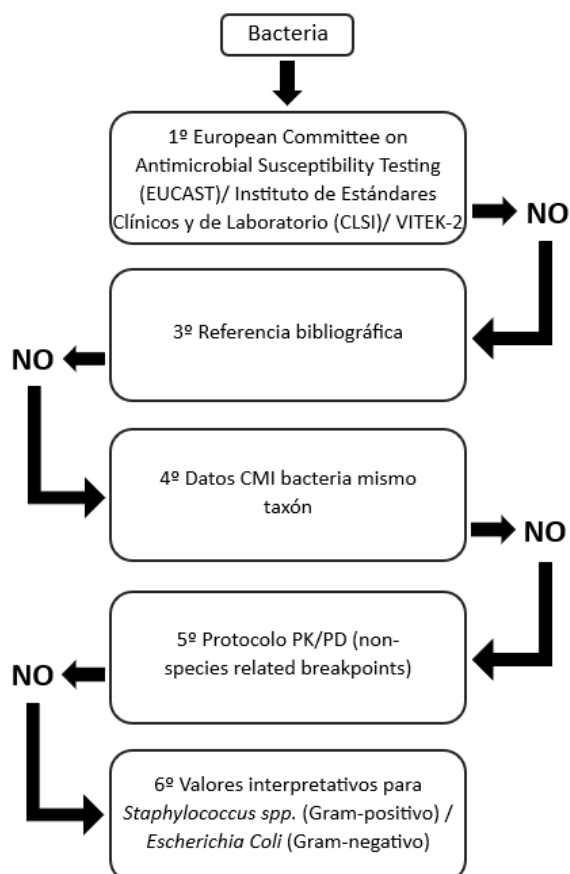 Bacteria
1º European Committee on
Antimicrobial Susceptibility Testing
(EUCAST)/ Instituto de Estándares
Clínicos y de Laboratorio (CLSI)/ VITEK-2
NO
3º Referencia bibliográfica
NO
4º Datos CMI bacteria mismo
taxón
NO
5º Protocolo PK/PD (non-
species related breakpoints)
NO
6º Valores interpretativos para
Staphylococcus spp. (Gram-positivo) /
Escherichia Coli (Gram-negativo)